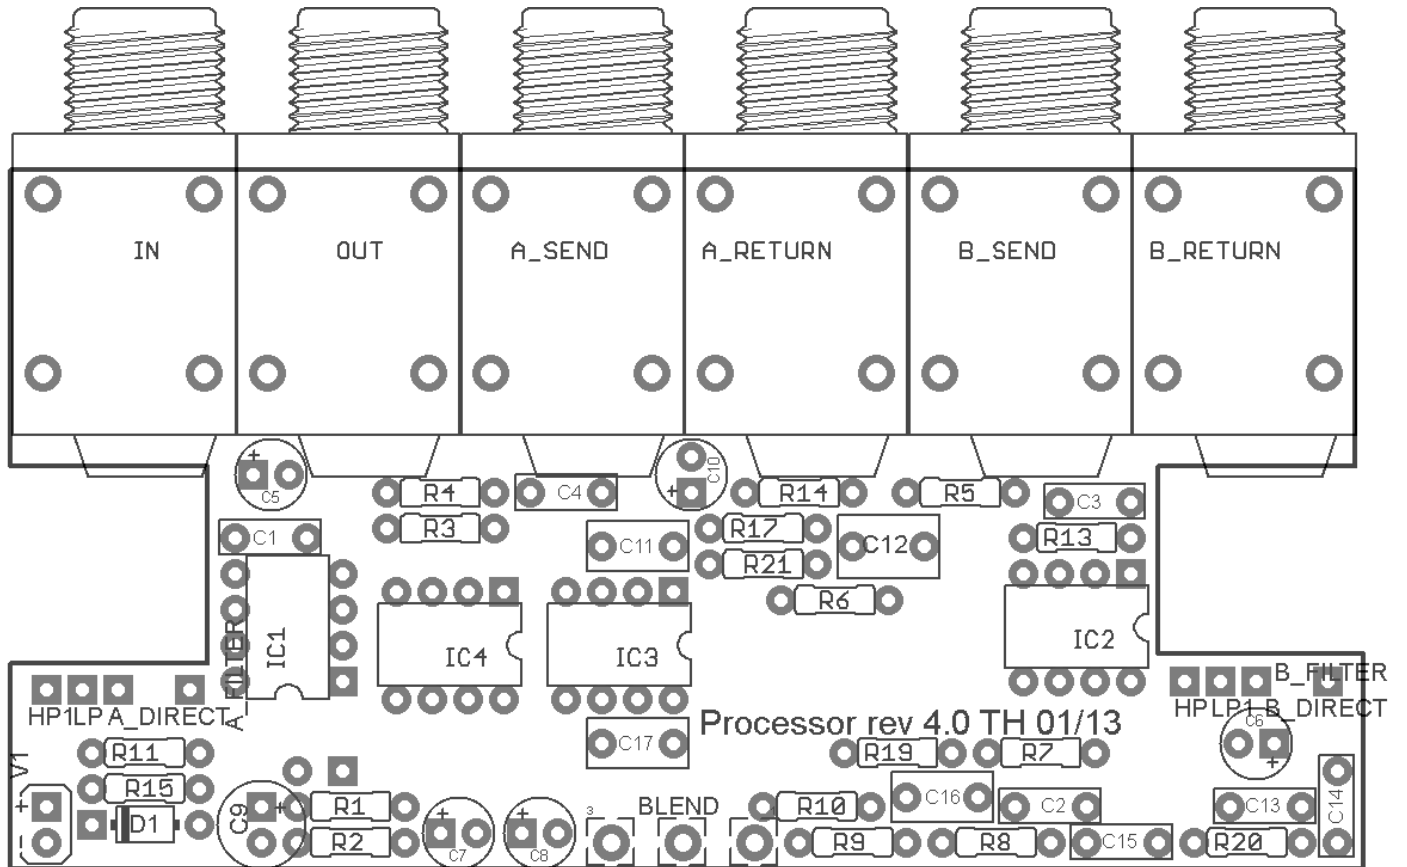 IN OUT A_SEND A_RETURN B_SEND B_RETURN
+
C5 R4 C4 C10 R14 R5 C3
+
C1 R3 C11 R17 C12 R13
R21
R6
IC1 IC4 IC3 IC2
A_FILTER
B_FILTER
HP1LP A_DIRECT HPLP1 B_DIRECT
Processor rev 4.0 TH 01/13
C6
+
V1 R11 C17 R19 R7
R15
+ C9 + R1 3 BLEND R10 C16 C2 C13 C14
D1 R2 + C7 + C8 R9 R8 C15 R20